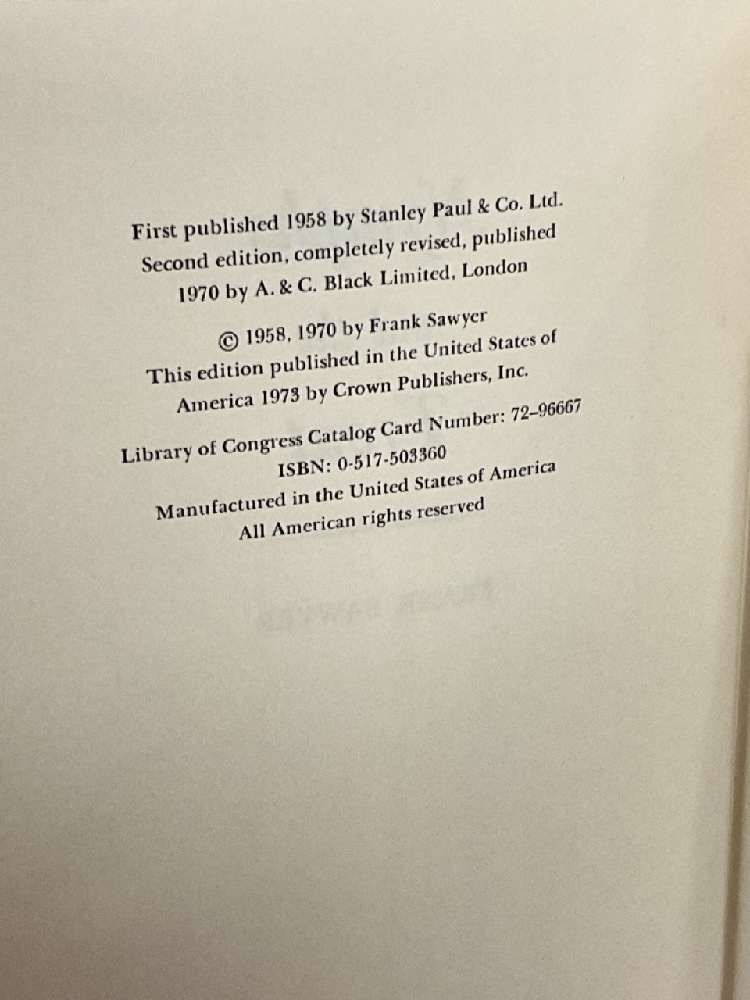 First published 1958 by Stanley Paul & Co. Ltd.
Second edition, completely revised, published
1970 by A. & C. Black Limited, London
© 1958, 1970 by Frank Sawyer
This edition published in the United States of
America 1973 by Crown Publishers, Inc.
Library of Congress Catalog Card Number: 72–96667
ISBN: 0-517-503360
Manufactured in the United States of America
All American rights reserved